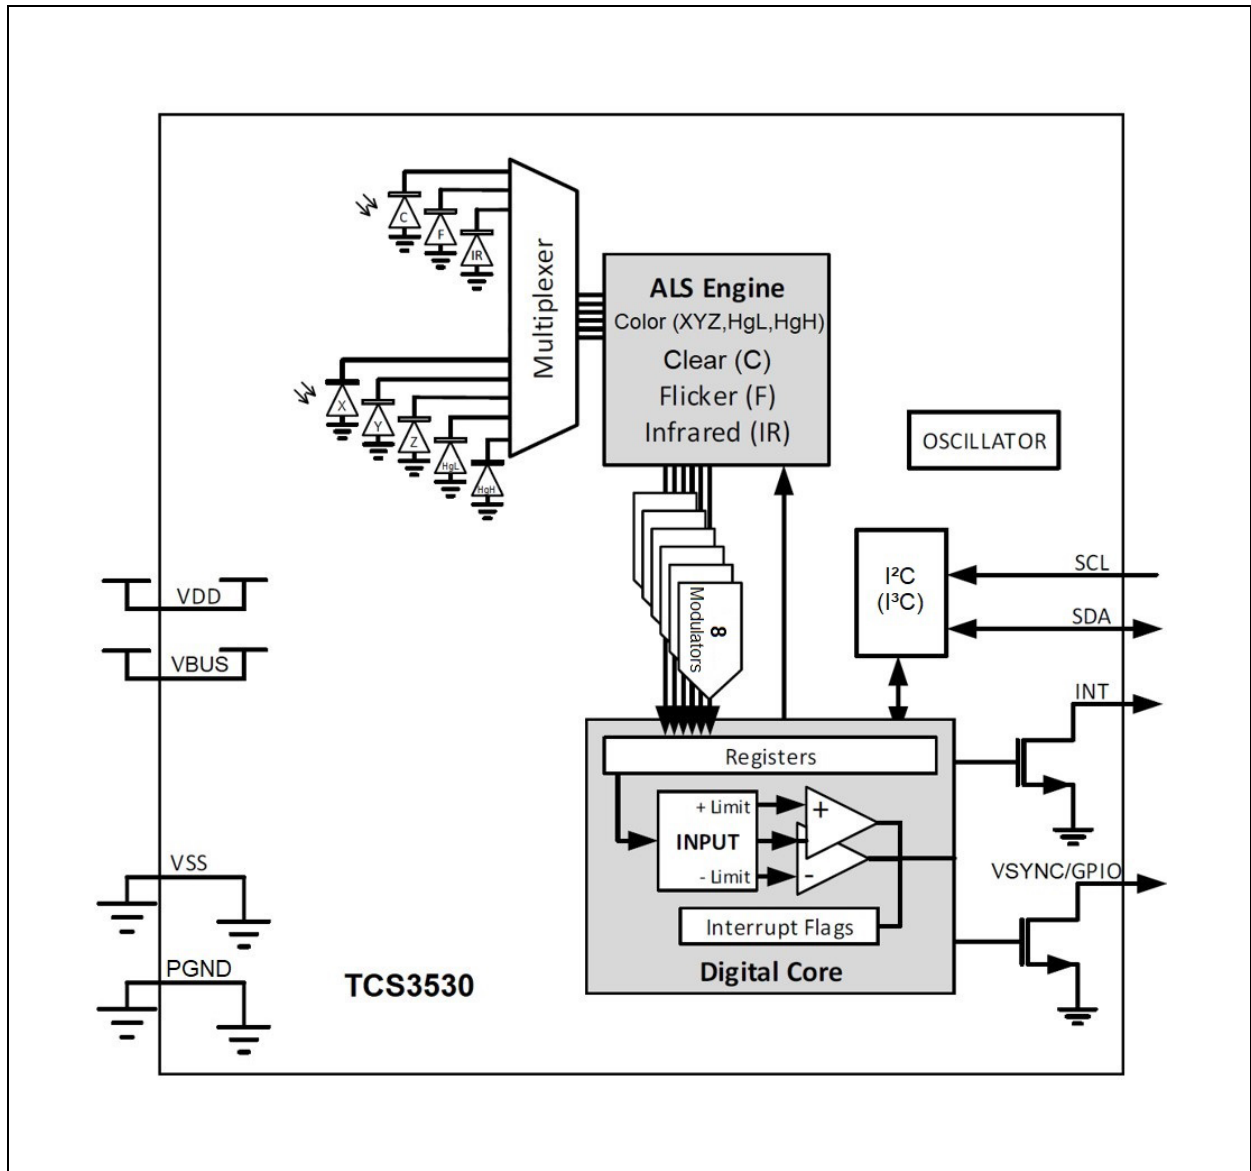 C
F
IR
Multiplexer
X
Y
Z
HgL
HgH
ALS Engine
Color (XYZ,HgL,HgH)
Clear (C)
Flicker (F)
Infrared (IR)
OSCILLATOR
I²C
(I³C)
SCL
SDA
INT
VSYNC/GPIO
8
Modulators
VDD
VBUS
VSS
PGND
TCS3530
Registers
+ Limit
INPUT
- Limit
+
-
Interrupt Flags
Digital Core